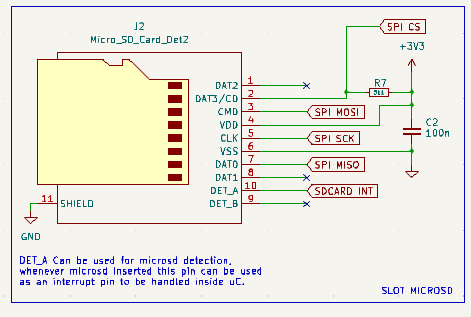 J2
Micro_SD_Card_Det2
SPI CS
+3V3
R7
C2
100n
DAT2 1
DAT3/CD 2
CMD 3 SPI MOSI
VDD 4
CLK 5 SPI SCK
VSS 6
DAT0 7 SPI MISO
DAT1 8
DET_A 10 SDCARD INT
DET_B 9
11 SHIELD
GND
DET_A Can be used for microsd detection,
whenever microsd inserted this pin can be used
as an interrupt pin to be handled inside uC.
SLOT MICROSD